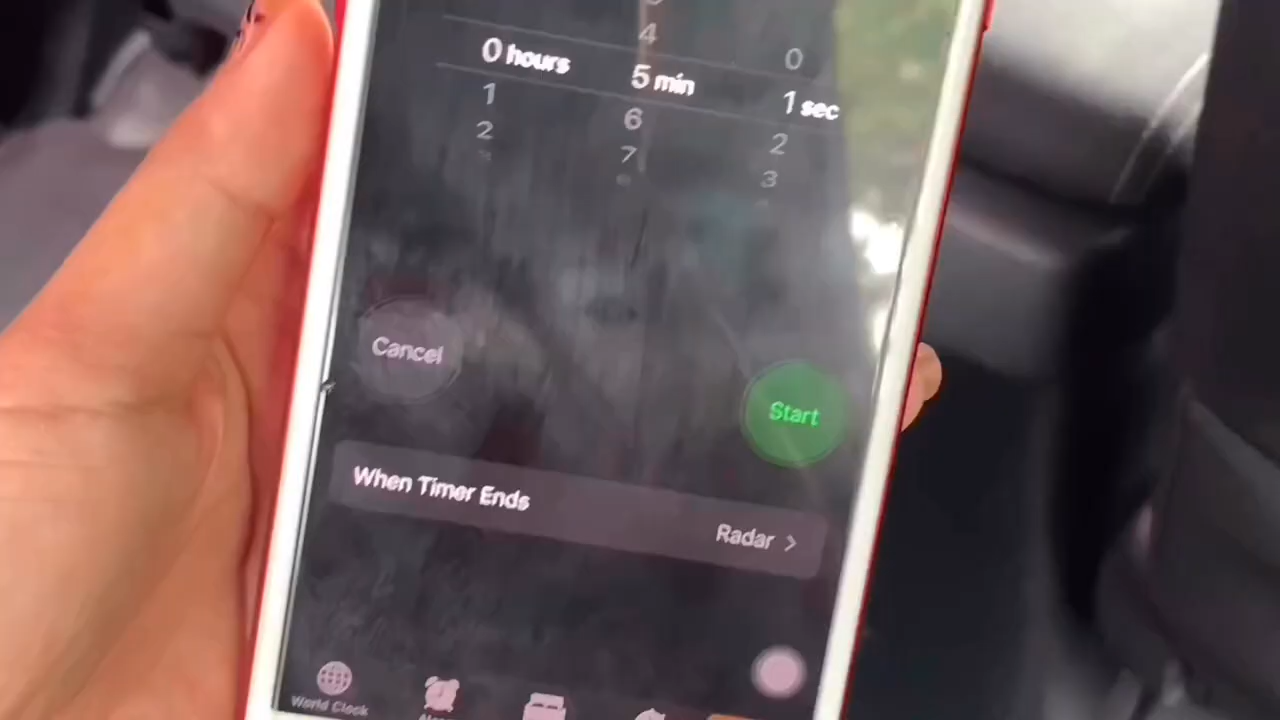 4 0
0 hours 5 min 1 sec
1 6 2
2 7 3
Cancel Start
When Timer Ends Radar >
World Clock